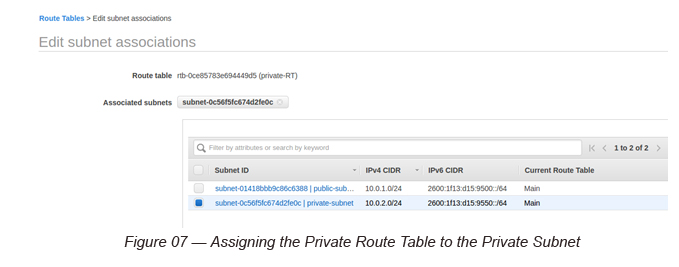 Route Tables > Edit subnet associations
Edit subnet associations
Route table rtb-0ce85783e694449d5 (private-RT)
Associated subnets subnet-0c56f5fc674d2fe0c
Filter by attributes or search by keyword 1 to 2 of 2
Subnet ID IPv4 CIDR IPv6 CIDR Current Route Table
subnet-01418bbb9c86c6388 | public-sub... 10.0.1.0/24 2600:1f13:d15:9500::/64 Main
subnet-0c56f5fc674d2fe0c | private-subnet 10.0.2.0/24 2600:1f13:d15:9550::/64 Main
Figure 07 — Assigning the Private Route Table to the Private Subnet